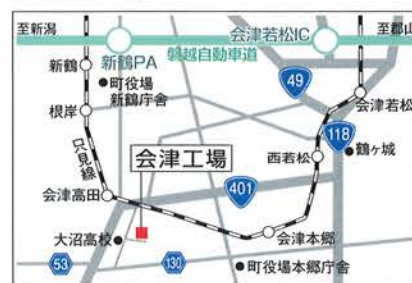 至新潟
会津若松IC
至郡山
新鶴PA
磐越自動車道
新鶴
町役場
新鶴庁舎
49
会津若松
根岸
118
鶴ヶ城
只見線
会津工場
西若松
401
会津高田
大沼高校
会津本郷
53
130
町役場本郷庁舎